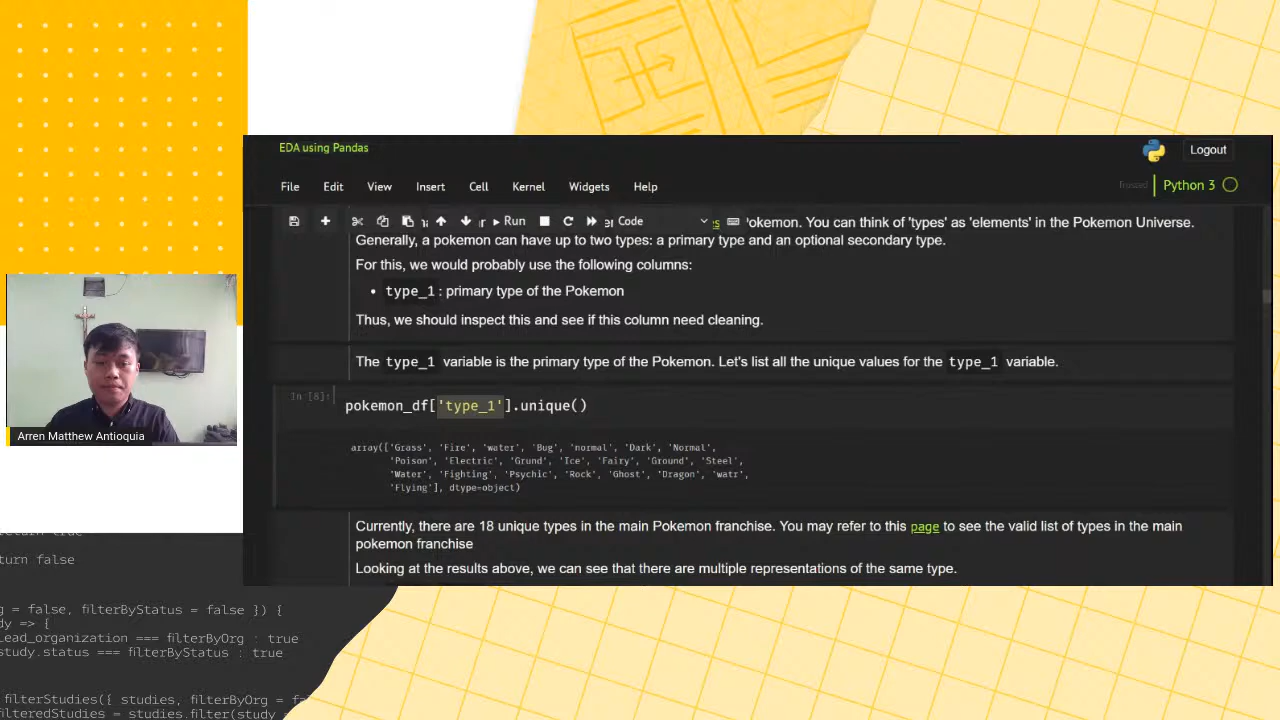 EDA using Pandas
Logout
File Edit View Insert Cell Kernel Widgets Help
Trusted Python 3
Run Code
okemon. You can think of 'types' as 'elements' in the Pokemon Universe.
Generally, a pokemon can have up to two types: a primary type and an optional secondary type.
For this, we would probably use the following columns:
• type_1 : primary type of the Pokemon
Thus, we should inspect this and see if this column need cleaning.
The type_1 variable is the primary type of the Pokemon. Let's list all the unique values for the type_1 variable.
In [8]: pokemon_df['type_1'].unique()
array(['Grass', 'Fire', 'water', 'Bug', 'normal', 'Dark', 'Normal',
'Poison', 'Electric', 'Grund', 'Ice', 'Fairy', 'Ground', 'Steel',
'Water', 'Fighting', 'Psychic', 'Rock', 'Ghost', 'Dragon', 'watr',
'Flying'], dtype=object)
Currently, there are 18 unique types in the main Pokemon franchise. You may refer to this page to see the valid list of types in the main
pokemon franchise
Looking at the results above, we can see that there are multiple representations of the same type.
Arren Matthew Antioquia
turn false
g = false, filterByStatus = false }) {
dy => {
lead_organization === filterByOrg : true
study.status === filterByStatus : true
filterStudies({ studies, filterByOrg = fa
filteredStudies = studies.filter(study